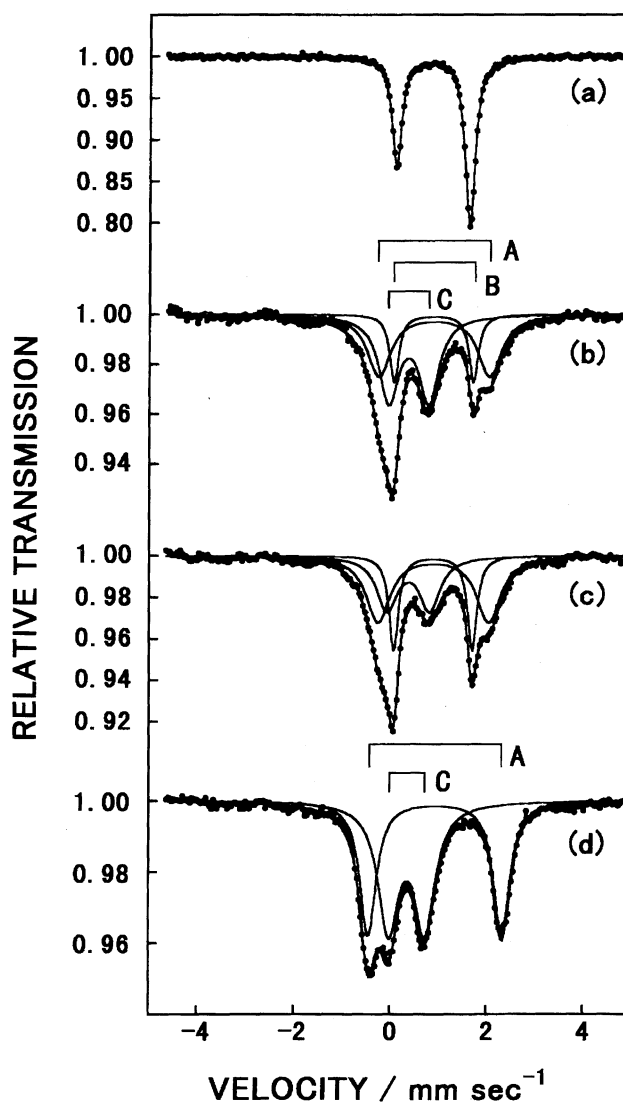 1.00
0.95
0.90
0.85
0.80
(a)
A
B
C
1.00
0.98
0.96
0.94
(b)
1.00
0.98
0.96
0.94
0.92
(c)
A
C
1.00
0.98
0.96
(d)
RELATIVE TRANSMISSION
-4 -2 0 2 4
VELOCITY / mm sec⁻¹